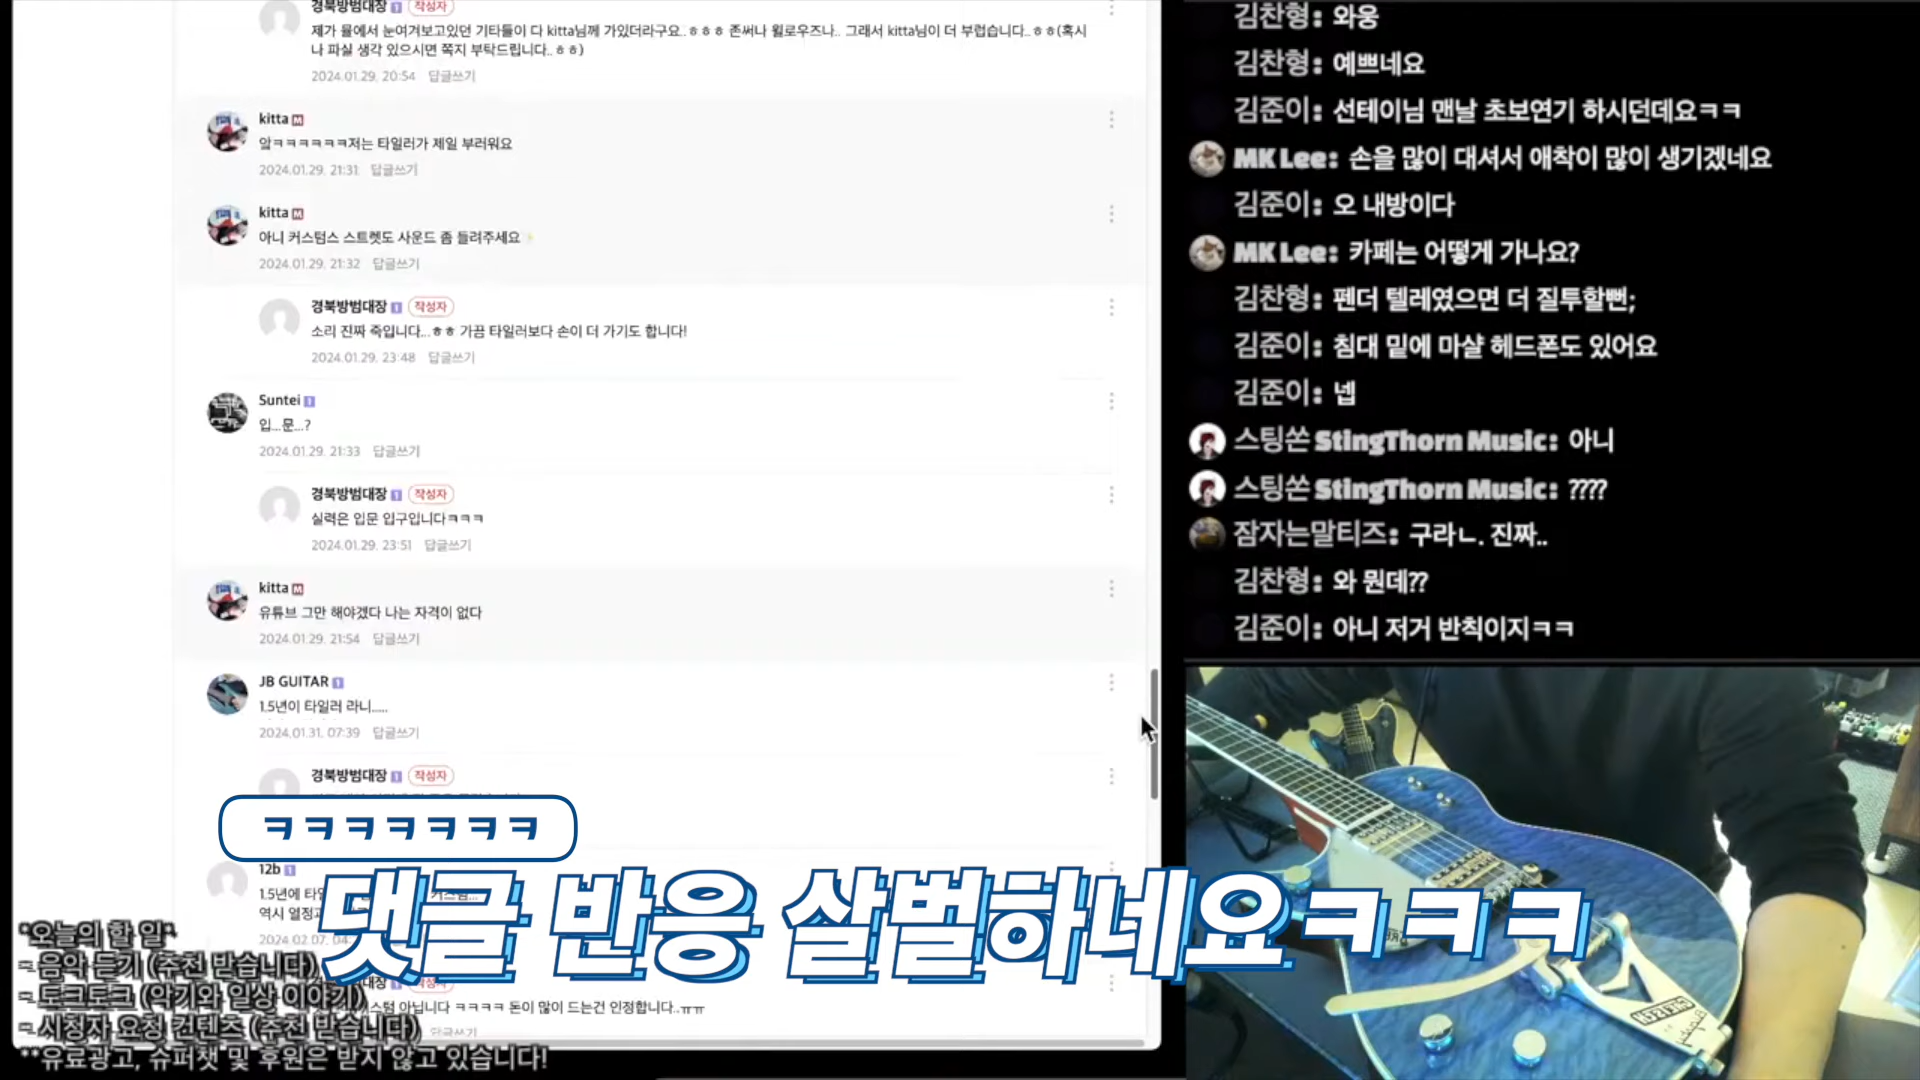 경북방범대장 1 작성자
제가 뮬에서 눈여겨보고있던 기타들이 다 kitta님께 가있더라구요..ㅎㅎㅎ 존써나 윌로우즈나.. 그래서 kitta님이 더 부럽습니다..ㅎㅎ(혹시
나 파실 생각 있으시면 쪽지 부탁드립니다..ㅎㅎ)
2024.01.29. 20:54 답글쓰기
kitta M
앜ㅋㅋㅋㅋㅋㅋ저는 타일러가 제일 부러워요
2024.01.29. 21:31 답글쓰기
kitta M
아니 커스텀스 스트렛도 사운드 좀 들려주세요
2024.01.29. 21:32 답글쓰기
경북방범대장 1 작성자
소리 진짜 죽입니다...ㅎㅎ 가끔 타일러보다 손이 더 가기도 합니다!
2024.01.29. 23:48 답글쓰기
Suntei 1
입...문...?
2024.01.29. 21:33 답글쓰기
경북방범대장 1 작성자
실력은 입문 입구입니다ㅋㅋㅋ
2024.01.29. 23:51 답글쓰기
kitta M
유튜브 그만 해야겠다 나는 자격이 없다
2024.01.29. 21:54 답글쓰기
JB GUITAR 1
1.5년이 타일러 라니.....
2024.01.31. 07:39 답글쓰기
경북방범대장 1 작성자
12b 1
1.5년에
역시
2024.02.07.
아닙니다 ㅋㅋㅋㅋ 돈이 많이 드는건 인정합니다..ㅠㅠ
답글쓰기
ㅋㅋㅋㅋㅋㅋㅋ
댓글 반응 살벌하네요ㅋㅋㅋ
*오늘의 할 일*
- 음악 듣기 (추천 받습니다)
- 토크토크 (악기와 일상 이야기)
- 시청자 요청 컨텐츠 (추천 받습니다)
**유료광고, 슈퍼챗 및 후원은 받지 않고 있습니다!
김찬형: 와웅
김찬형: 예쁘네요
김준이: 선테이님 맨날 초보연기 하시던데요ㅋㅋ
MK Lee: 손을 많이 대셔서 애착이 많이 생기겠네요
김준이: 오 내방이다
MK Lee: 카페는 어떻게 가나요?
김찬형: 펜더 텔레였으면 더 질투할뻔;
김준이: 침대 밑에 마샬 헤드폰도 있어요
김준이: 넵
스팅쏜 StingThorn Music: 아니
스팅쏜 StingThorn Music: ????
잠자는말티즈: 구라ㄴ. 진짜..
김찬형: 와 뭔데??
김준이: 아니 저거 반칙이지ㅋㅋ
GRETSCH